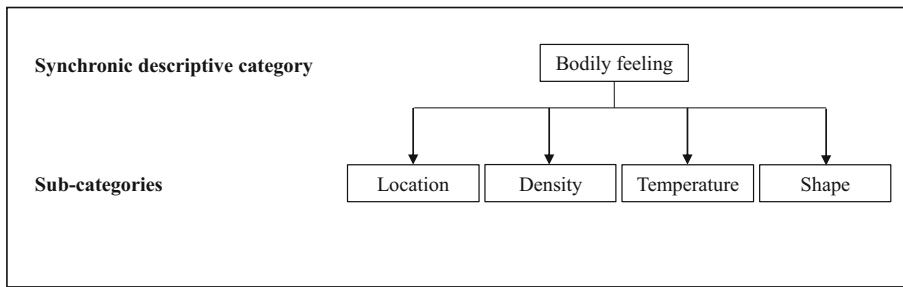 Synchronic descriptive category Bodily feeling
Sub-categories Location Density Temperature Shape